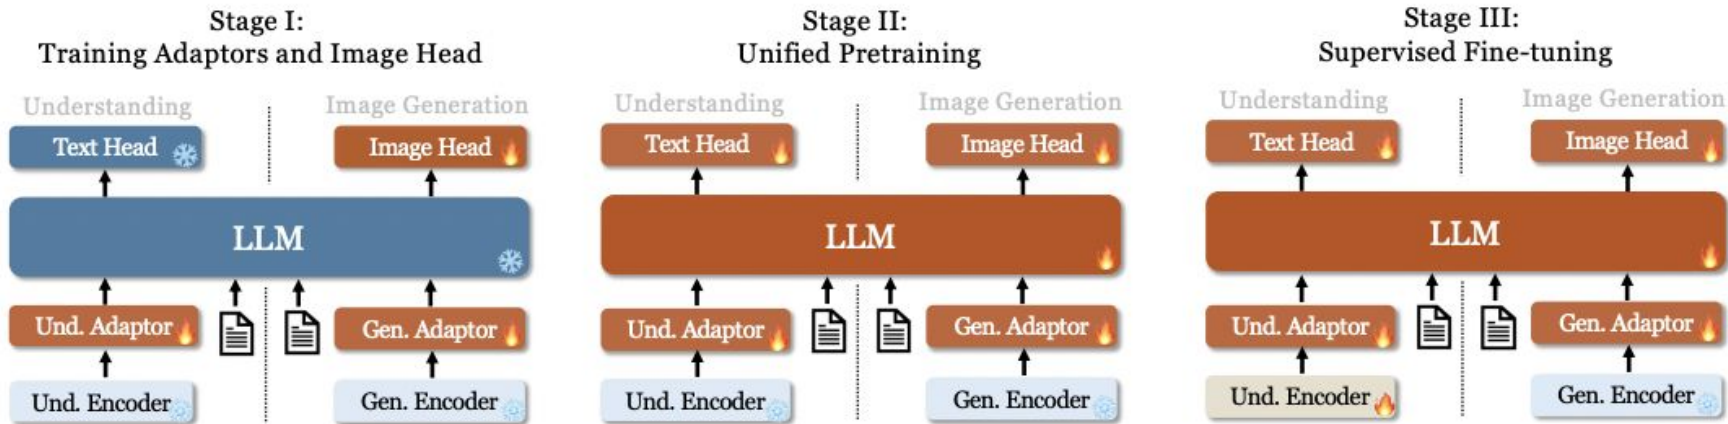 Stage I:
Training Adaptors and Image Head
Understanding
Image Generation
Text Head
Image Head
LLM
Und. Adaptor
Gen. Adaptor
Und. Encoder
Gen. Encoder
Stage II:
Unified Pretraining
Understanding
Image Generation
Text Head
Image Head
LLM
Und. Adaptor
Gen. Adaptor
Und. Encoder
Gen. Encoder
Stage III:
Supervised Fine-tuning
Understanding
Image Generation
Text Head
Image Head
LLM
Und. Adaptor
Gen. Adaptor
Und. Encoder
Gen. Encoder